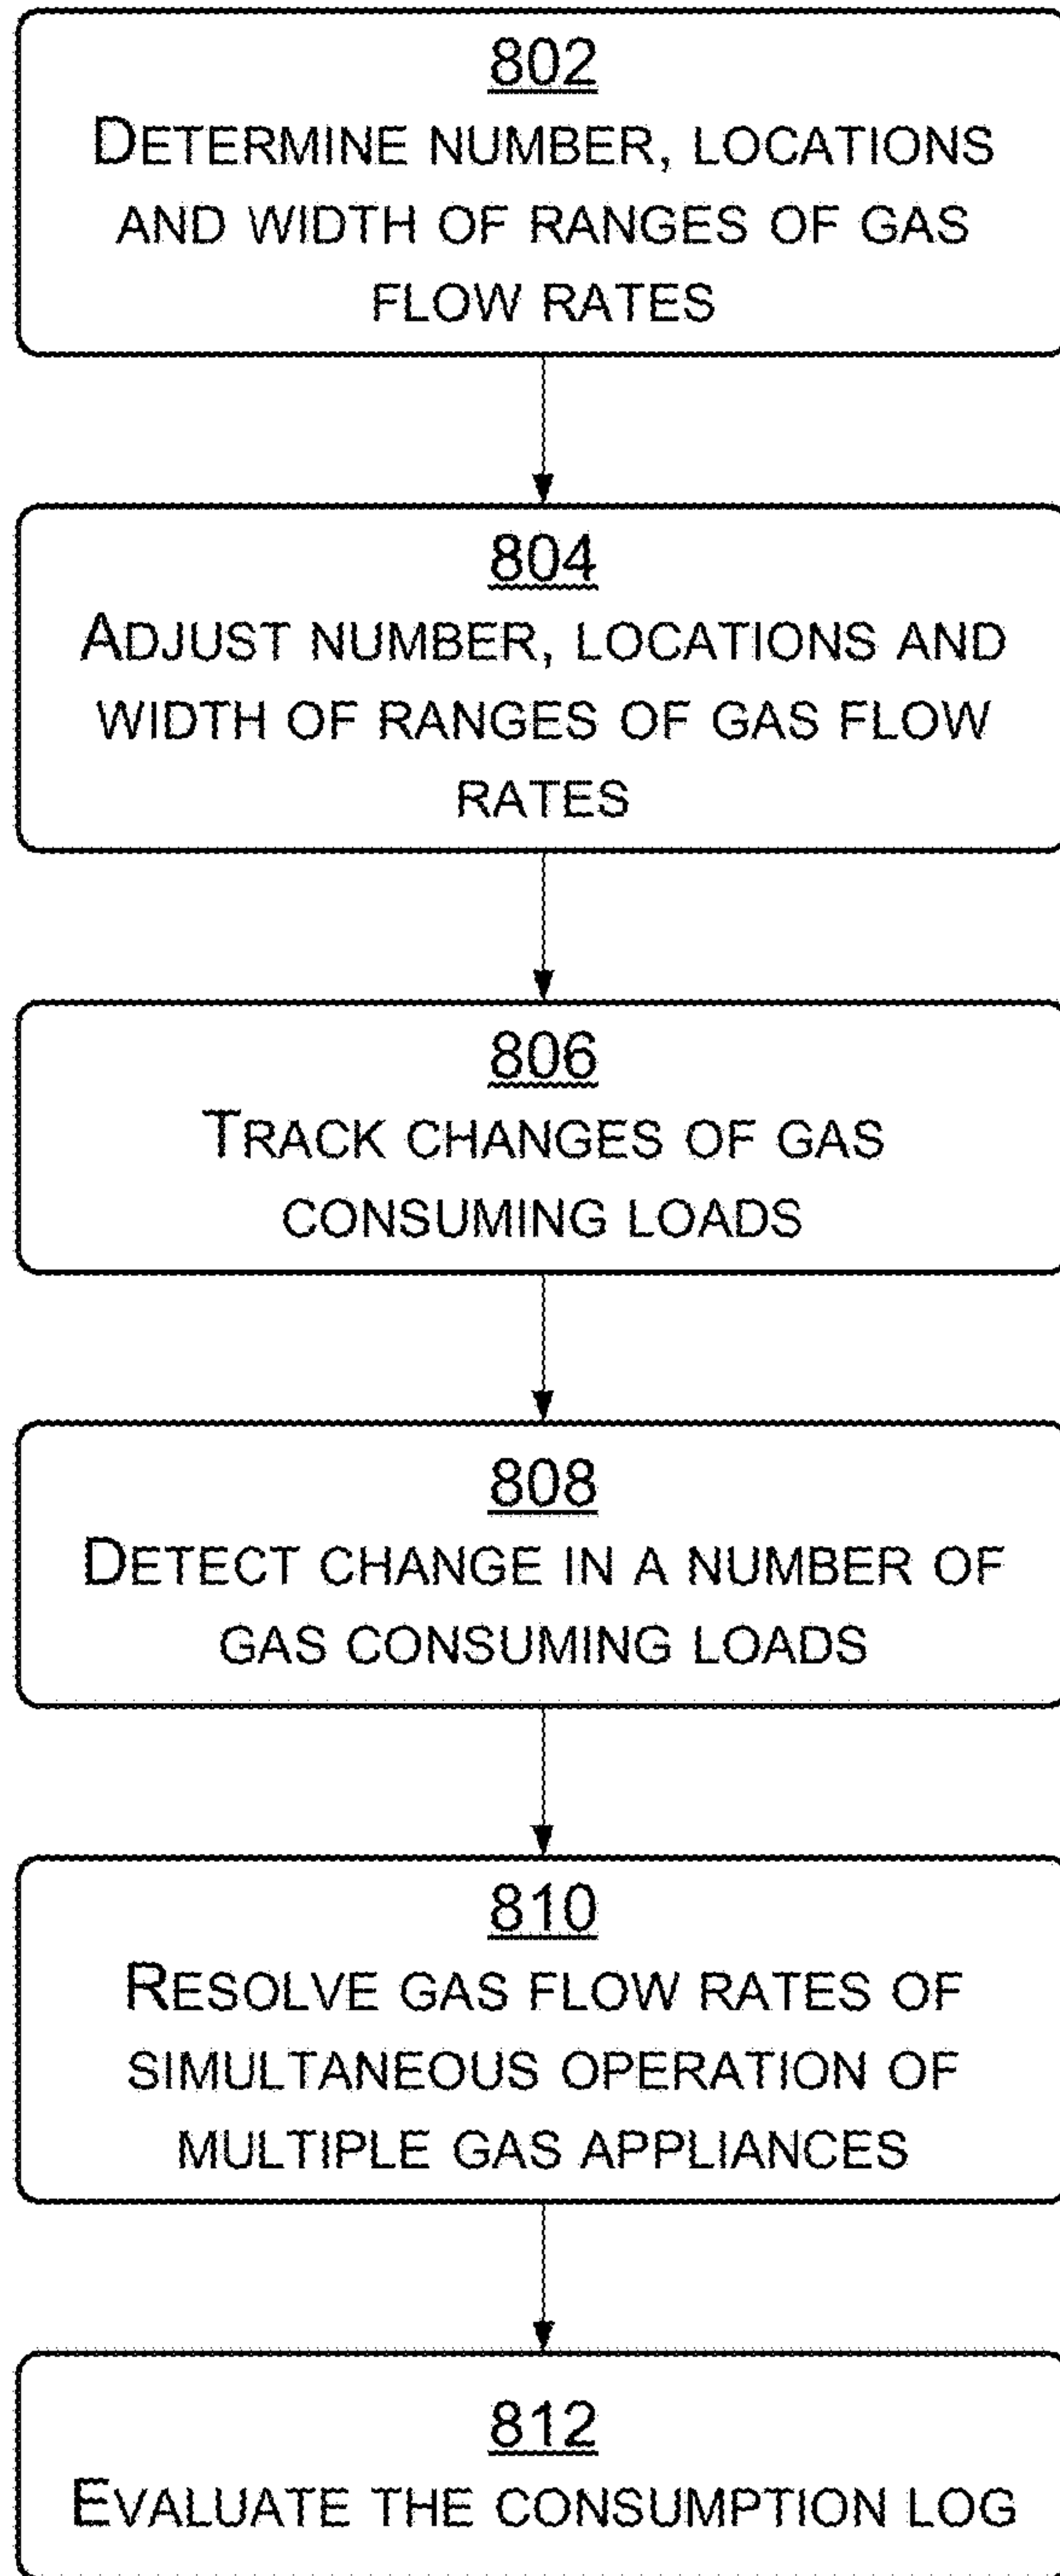 802
DETERMINE NUMBER, LOCATIONS
AND WIDTH OF RANGES OF GAS
FLOW RATES
804
ADJUST NUMBER, LOCATIONS AND
WIDTH OF RANGES OF GAS FLOW
RATES
806
TRACK CHANGES OF GAS
CONSUMING LOADS
808
DETECT CHANGE IN A NUMBER OF
GAS CONSUMING LOADS
810
RESOLVE GAS FLOW RATES OF
SIMULTANEOUS OPERATION OF
MULTIPLE GAS APPLIANCES
812
EVALUATE THE CONSUMPTION LOG